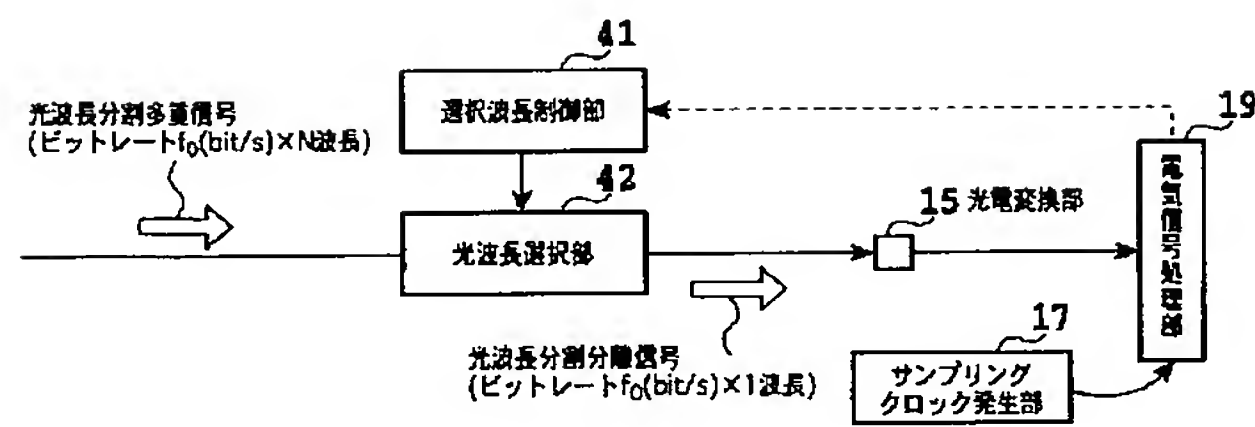 41
選択波長制御部
光波長分割多重信号
(ビットレートf₀(bit/s)×N波長)
42
光波長選択部
15 光電変換部
19
電気信号処理部
光波長分割分離信号
(ビットレートf₀(bit/s)×1波長)
17
サンプリング
クロック発生部